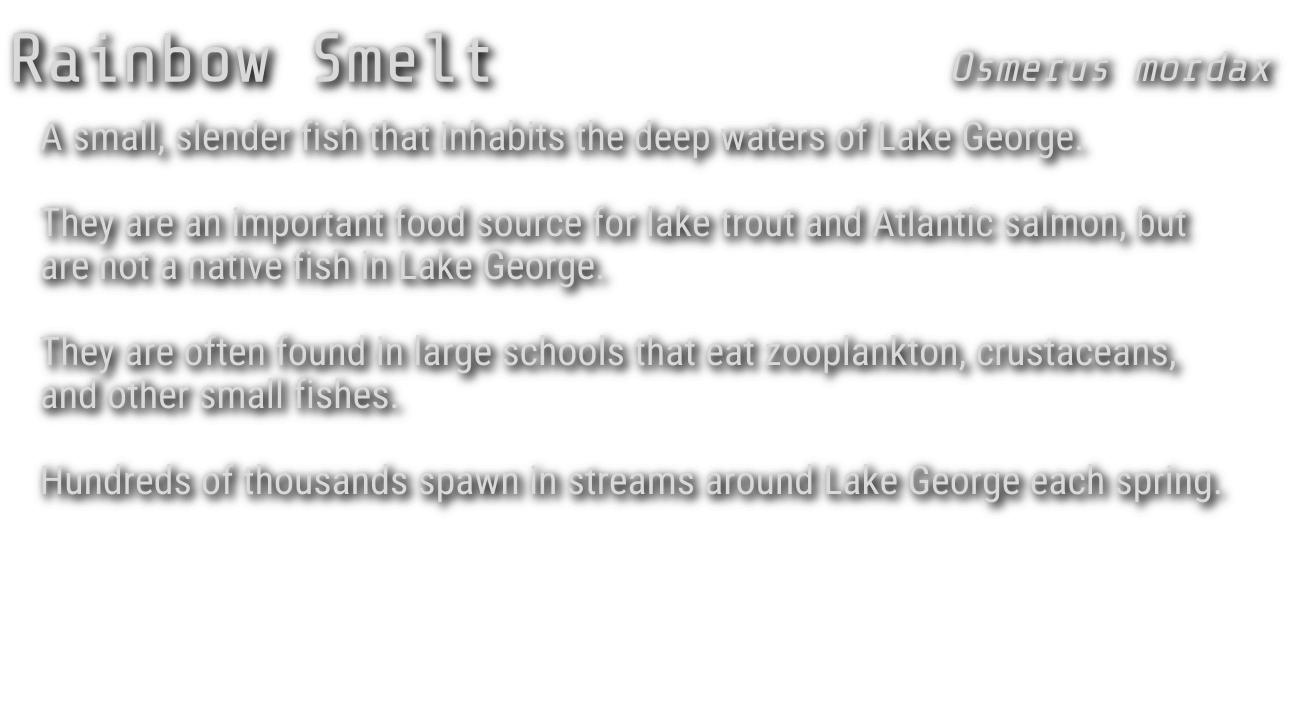 Rainbow Smelt
Osmerus mordax
A small, slender fish that inhabits the deep waters of Lake George.
They are an important food source for lake trout and Atlantic salmon, but
are not a native fish in Lake George.
They are often found in large schools that eat zooplankton, crustaceans,
and other small fishes.
Hundreds of thousands spawn in streams around Lake George each spring.